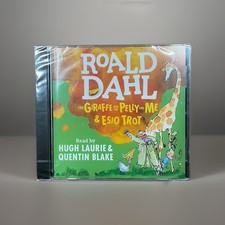 ROALD
DAHL
THE GIRAFFE AND THE PELLY AND ME
& ESIO TROT
Read by
HUGH LAURIE &
QUENTIN BLAKE